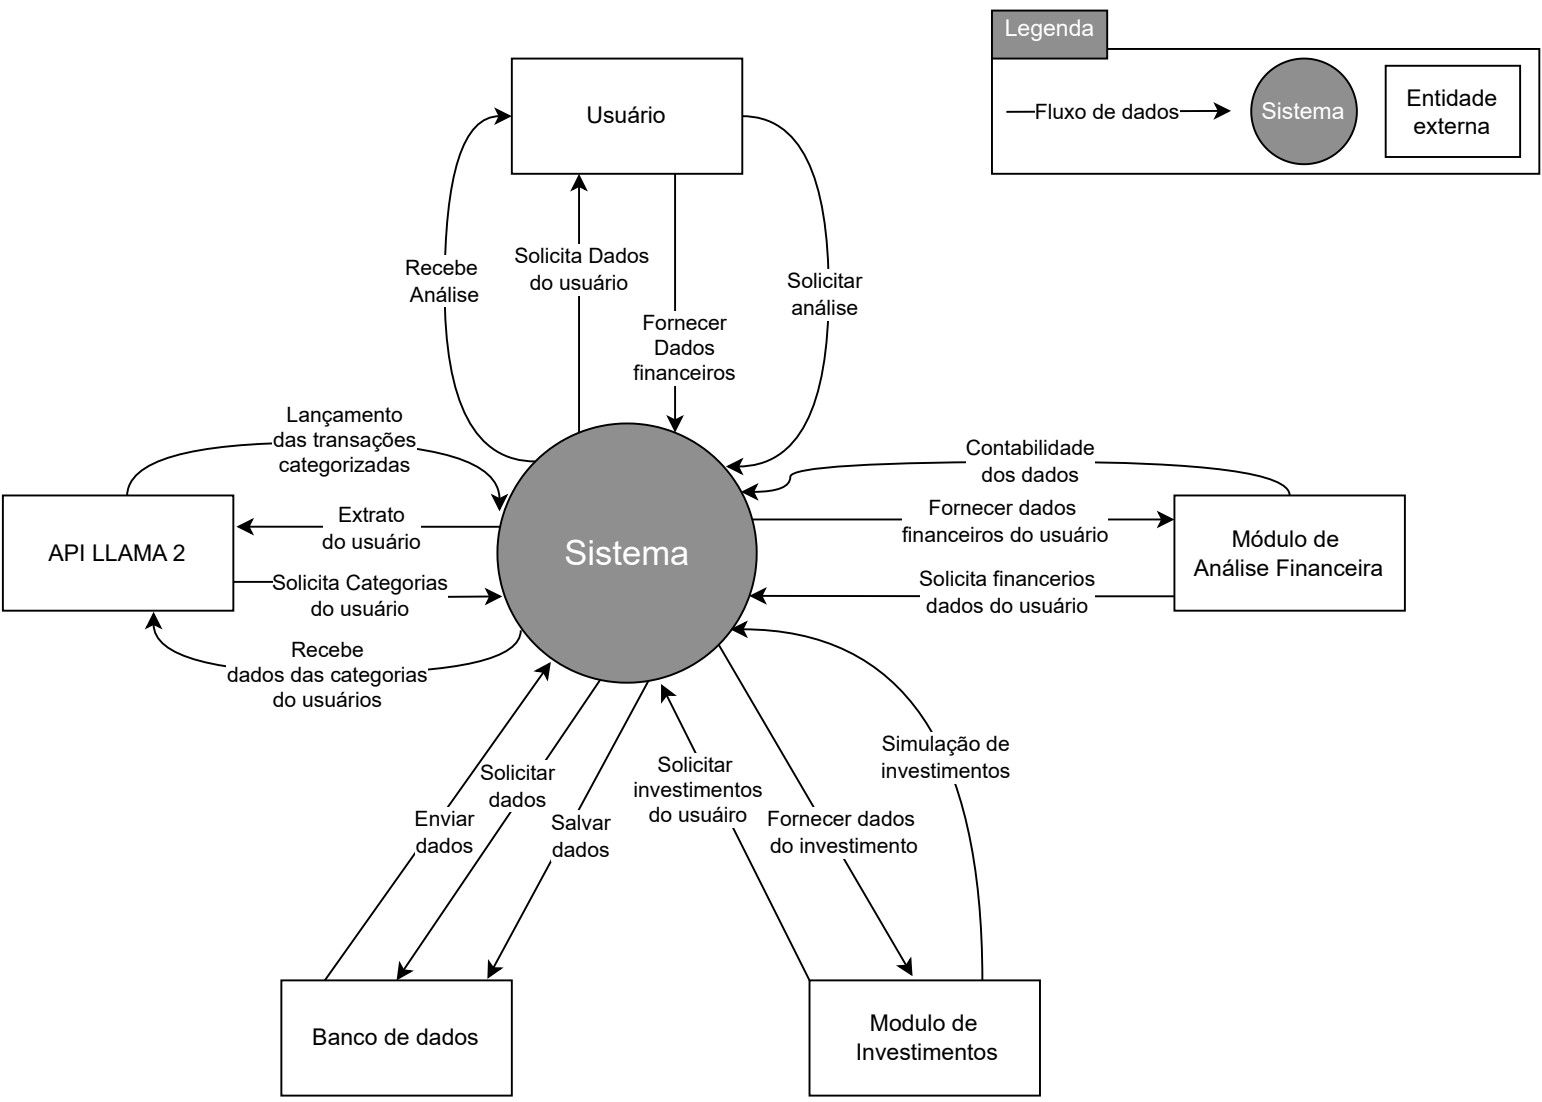 Legenda
Fluxo de dados
Sistema
Entidade
externa
Usuário
Recebe
Análise
Solicita Dados
do usuário
Fornecer
Dados
financeiros
Solicitar
análise
Lançamento
das transações
categorizadas
Extrato
do usuário
API LLAMA 2
Solicita Categorias
do usuário
Recebe
dados das categorias
do usuários
Sistema
Contabilidade
dos dados
Fornecer dados
financeiros do usuário
Módulo de
Análise Financeira
Solicita financerios
dados do usuário
Enviar
dados
Solicitar
dados
Salvar
dados
Solicitar
investimentos
do usuáiro
Fornecer dados
do investimento
Simulação de
investimentos
Banco de dados
Modulo de
Investimentos